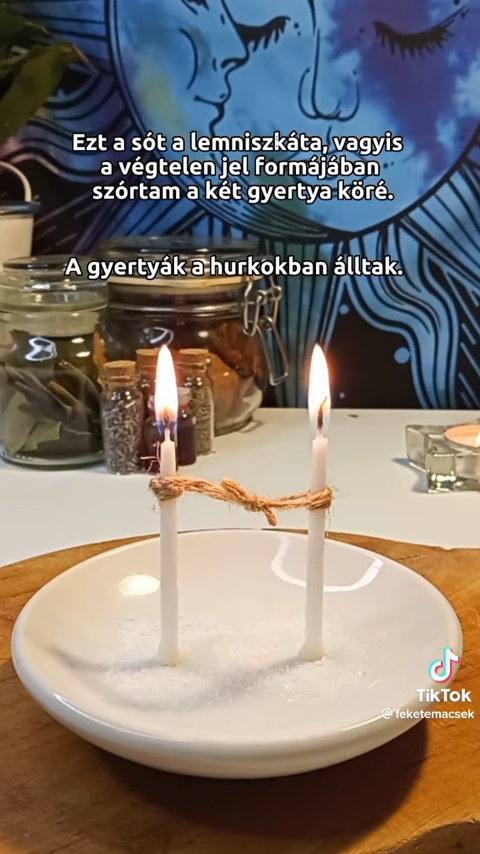 Ezt a sót a lemniszkáta, vagyis
a végtelen jel formájában
szórtam a két gyertya köré.
A gyertyák a hurkokban álltak.
TikTok
@feketemacsek